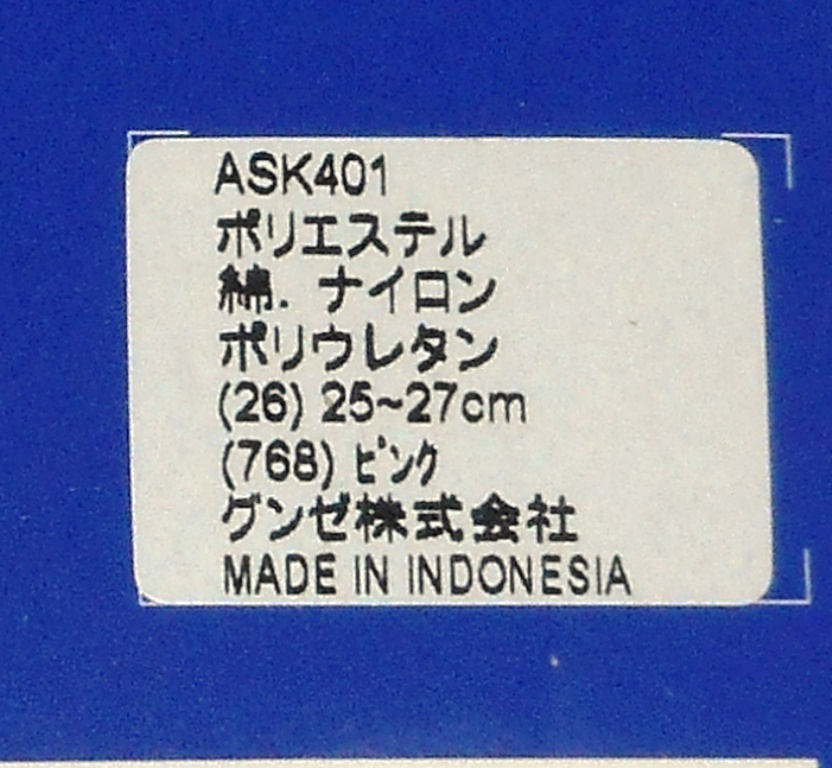 ASK401
ポリエステル
綿. ナイロン
ポリウレタン
(26) 25~27cm
(768) ピンク
グンゼ株式会社
MADE IN INDONESIA